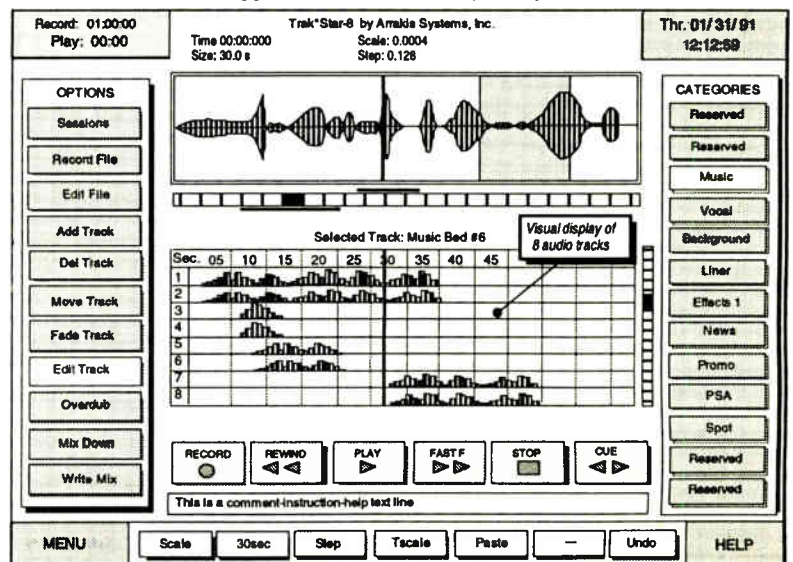 Record: 01:00:00
Play: 00:00
Trak*Star-8 by Arrakis Systems, Inc.
Time 00:00:000
Scale: 0.0004
Size: 30.0 s
Step: 0.128
Thr. 01/31/91
12:12:59
OPTIONS
Sessions
Record File
Edit File
Add Track
Del Track
Move Track
Fade Track
Edit Track
Overdub
Mix Down
Write Mix
CATEGORIES
Reserved
Reserved
Music
Vocal
Background
Liner
Effects 1
News
Promo
PSA
Spot
Reserved
Reserved
Selected Track: Music Bed #6
Visual display of
8 audio tracks
Sec. 05 10 15 20 25 30 35 40 45
1
2
3
4
5
6
7
8
RECORD REWIND PLAY FAST F STOP CUE
This is a comment-instruction-help text line
MENU Scale 30sec Step Tscale Paste — Undo HELP